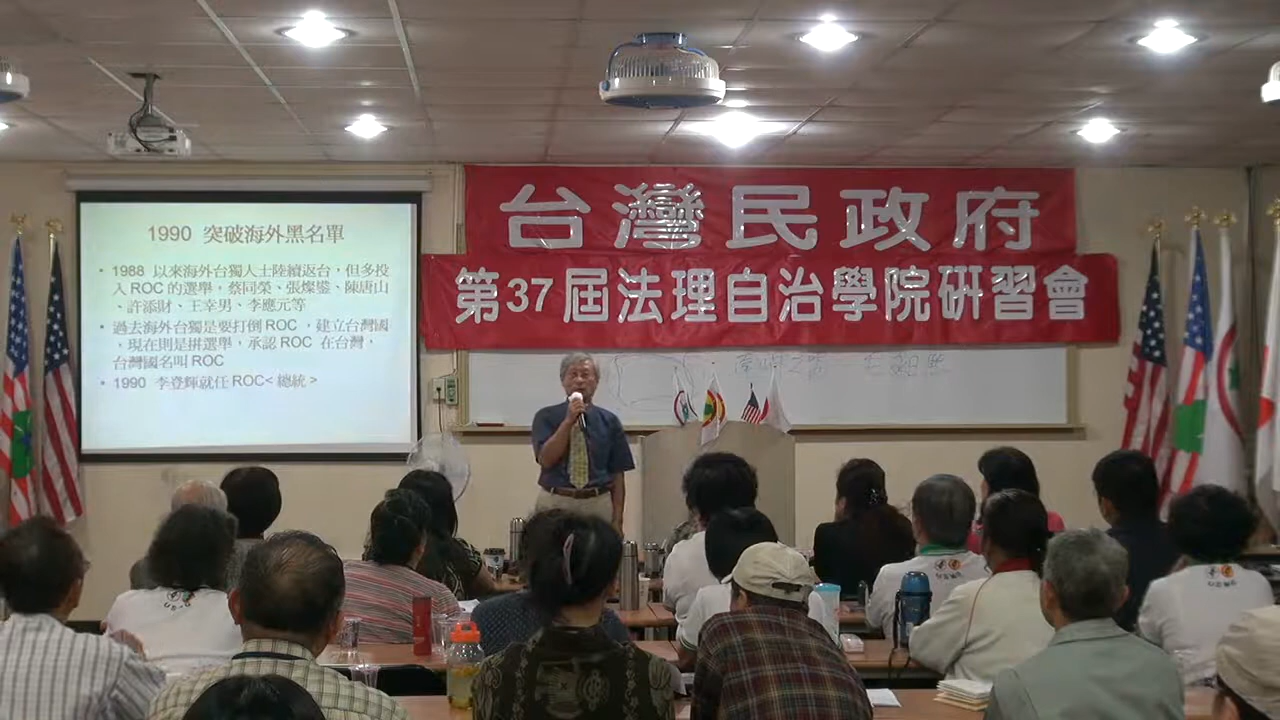 台灣民政府
第37屆法理自治學院研習會
1990 突破海外黑名單
• 1988 以來海外台獨人士陸續返台，但多投
入 ROC 的選舉，蔡同榮、張燦鍙、陳唐山
、許添財、王幸男、李應元等
• 過去海外台獨是要打倒 ROC ，建立台灣國
，現在則是拼選舉，承認 ROC 在台灣，
台灣國名叫 ROC
• 1990 李登輝就任 ROC< 總統 >